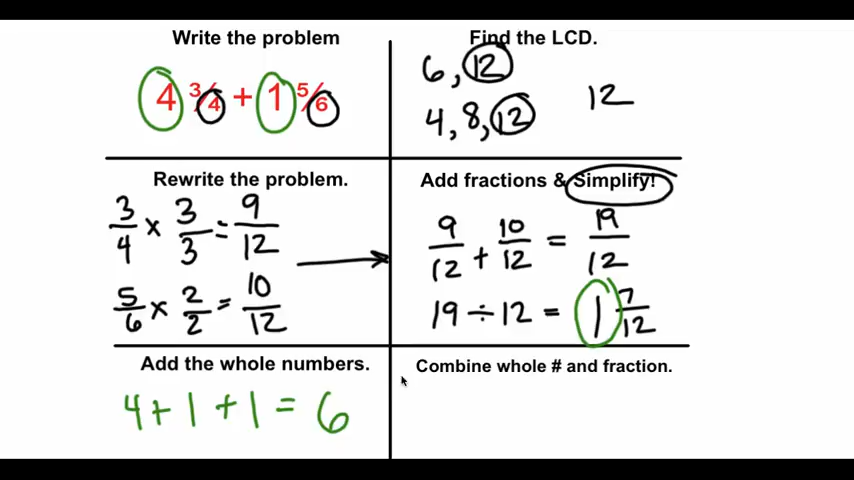 Write the problem
4 3/4 + 1 5/6
Find the LCD.
6, 12
4, 8, 12
12
Rewrite the problem.
3/4 x 3/3 = 9/12
5/6 x 2/2 = 10/12
Add fractions & Simplify!
9/12 + 10/12 = 19/12
19 ÷ 12 = 1 7/12
Add the whole numbers.
4 + 1 + 1 = 6
Combine whole # and fraction.